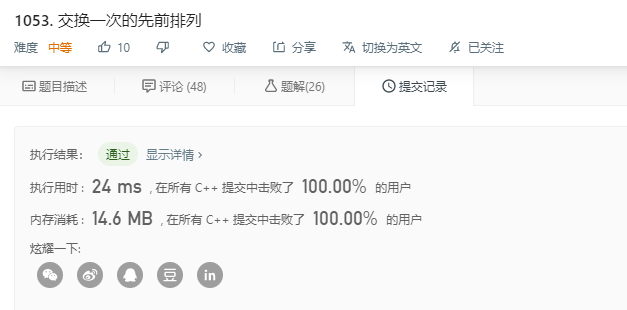 1053. 交换一次的先前排列
难度 中等 10 收藏 分享 切换为英文 已关注
题目描述 评论 (48) 题解(26) 提交记录
执行结果： 通过 显示详情 ›
执行用时 : 24 ms , 在所有 C++ 提交中击败了 100.00% 的用户
内存消耗 : 14.6 MB , 在所有 C++ 提交中击败了 100.00% 的用户
炫耀一下:
豆 in